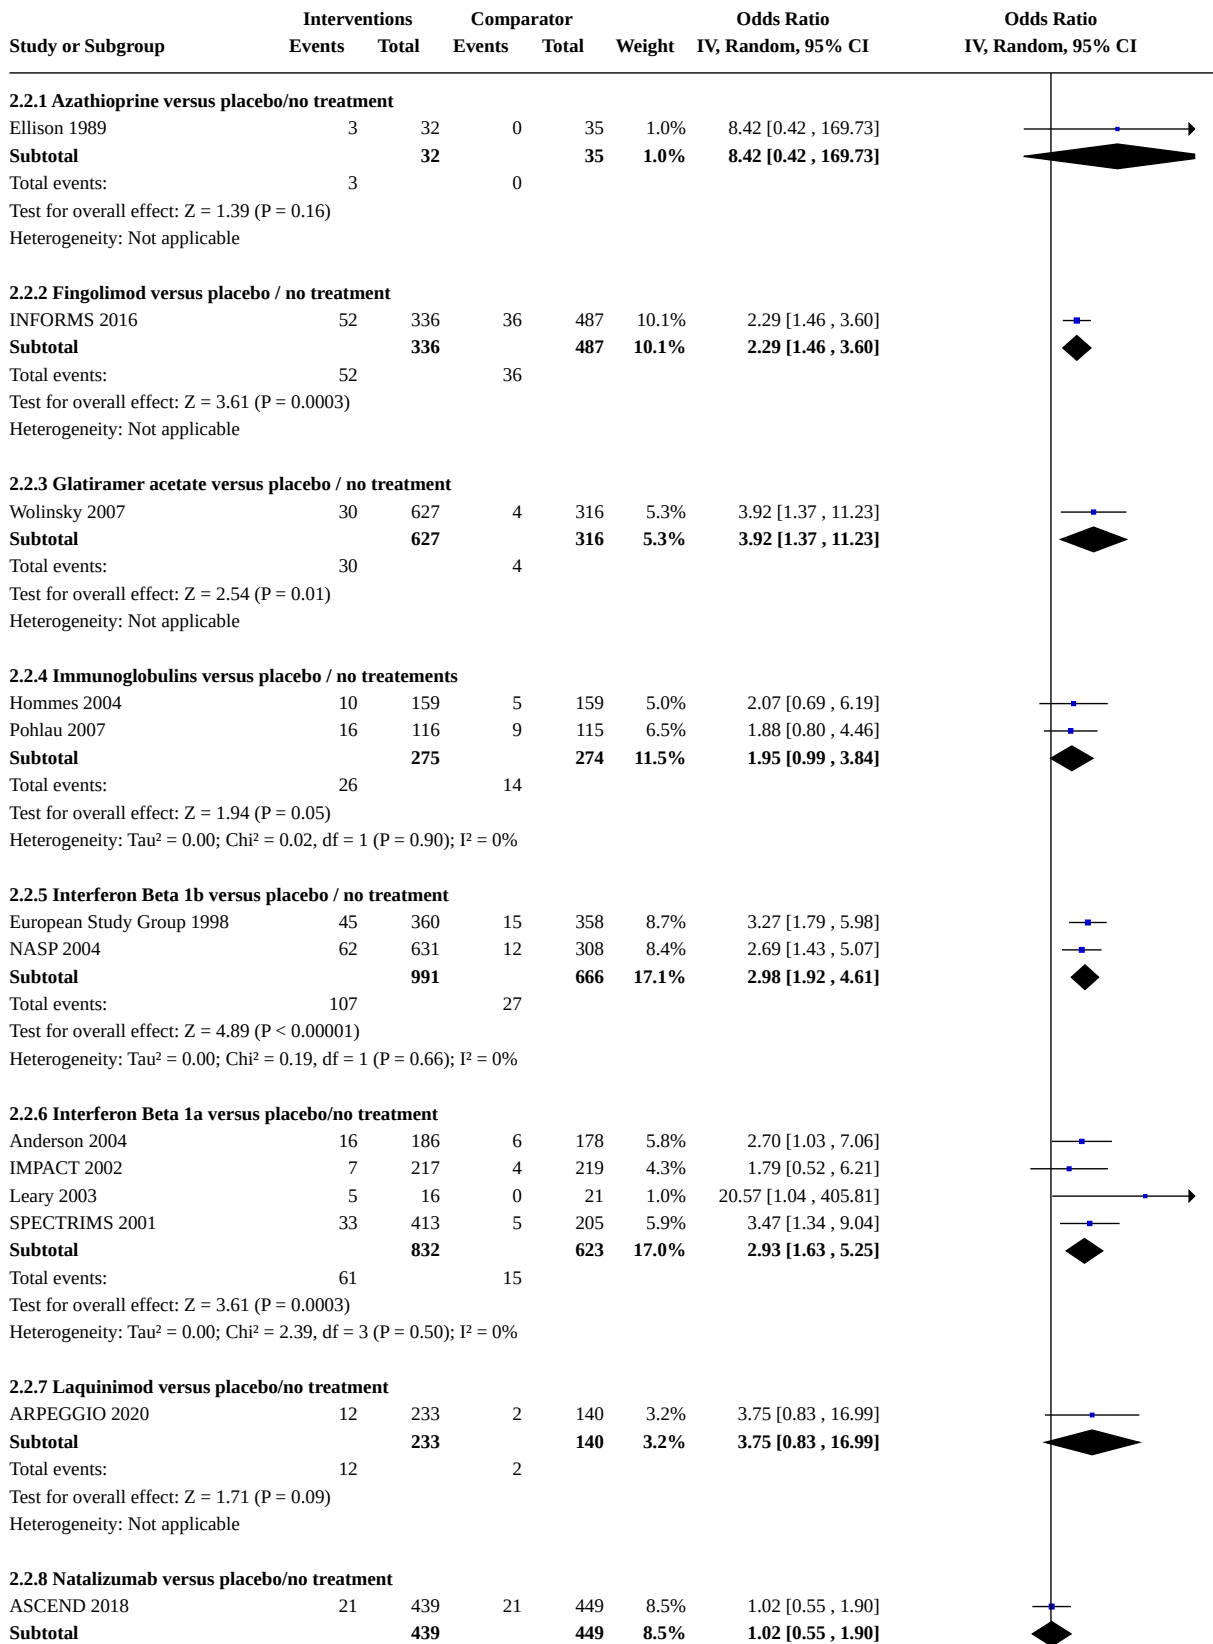 Interventions Comparator Odds Ratio Odds Ratio
Study or Subgroup Events Total Events Total Weight IV, Random, 95% CI IV, Random, 95% CI
2.2.1 Azathioprine versus placebo/no treatment
Ellison 1989 3 32 0 35 1.0% 8.42 [0.42 , 169.73]
Subtotal 32 35 1.0% 8.42 [0.42 , 169.73]
Total events: 3 0
Test for overall effect: Z = 1.39 (P = 0.16)
Heterogeneity: Not applicable
2.2.2 Fingolimod versus placebo / no treatment
INFORMS 2016 52 336 36 487 10.1% 2.29 [1.46 , 3.60]
Subtotal 336 487 10.1% 2.29 [1.46 , 3.60]
Total events: 52 36
Test for overall effect: Z = 3.61 (P = 0.0003)
Heterogeneity: Not applicable
2.2.3 Glatiramer acetate versus placebo / no treatment
Wolinsky 2007 30 627 4 316 5.3% 3.92 [1.37 , 11.23]
Subtotal 627 316 5.3% 3.92 [1.37 , 11.23]
Total events: 30 4
Test for overall effect: Z = 2.54 (P = 0.01)
Heterogeneity: Not applicable
2.2.4 Immunoglobulins versus placebo / no treatements
Hommes 2004 10 159 5 159 5.0% 2.07 [0.69 , 6.19]
Pohlau 2007 16 116 9 115 6.5% 1.88 [0.80 , 4.46]
Subtotal 275 274 11.5% 1.95 [0.99 , 3.84]
Total events: 26 14
Test for overall effect: Z = 1.94 (P = 0.05)
Heterogeneity: Tau² = 0.00; Chi² = 0.02, df = 1 (P = 0.90); I² = 0%
2.2.5 Interferon Beta 1b versus placebo / no treatment
European Study Group 1998 45 360 15 358 8.7% 3.27 [1.79 , 5.98]
NASP 2004 62 631 12 308 8.4% 2.69 [1.43 , 5.07]
Subtotal 991 666 17.1% 2.98 [1.92 , 4.61]
Total events: 107 27
Test for overall effect: Z = 4.89 (P < 0.00001)
Heterogeneity: Tau² = 0.00; Chi² = 0.19, df = 1 (P = 0.66); I² = 0%
2.2.6 Interferon Beta 1a versus placebo/no treatment
Anderson 2004 16 186 6 178 5.8% 2.70 [1.03 , 7.06]
IMPACT 2002 7 217 4 219 4.3% 1.79 [0.52 , 6.21]
Leary 2003 5 16 0 21 1.0% 20.57 [1.04 , 405.81]
SPECTRIMS 2001 33 413 5 205 5.9% 3.47 [1.34 , 9.04]
Subtotal 832 623 17.0% 2.93 [1.63 , 5.25]
Total events: 61 15
Test for overall effect: Z = 3.61 (P = 0.0003)
Heterogeneity: Tau² = 0.00; Chi² = 2.39, df = 3 (P = 0.50); I² = 0%
2.2.7 Laquinimod versus placebo/no treatment
ARPEGGIO 2020 12 233 2 140 3.2% 3.75 [0.83 , 16.99]
Subtotal 233 140 3.2% 3.75 [0.83 , 16.99]
Total events: 12 2
Test for overall effect: Z = 1.71 (P = 0.09)
Heterogeneity: Not applicable
2.2.8 Natalizumab versus placebo/no treatment
ASCEND 2018 21 439 21 449 8.5% 1.02 [0.55 , 1.90]
Subtotal 439 449 8.5% 1.02 [0.55 , 1.90]